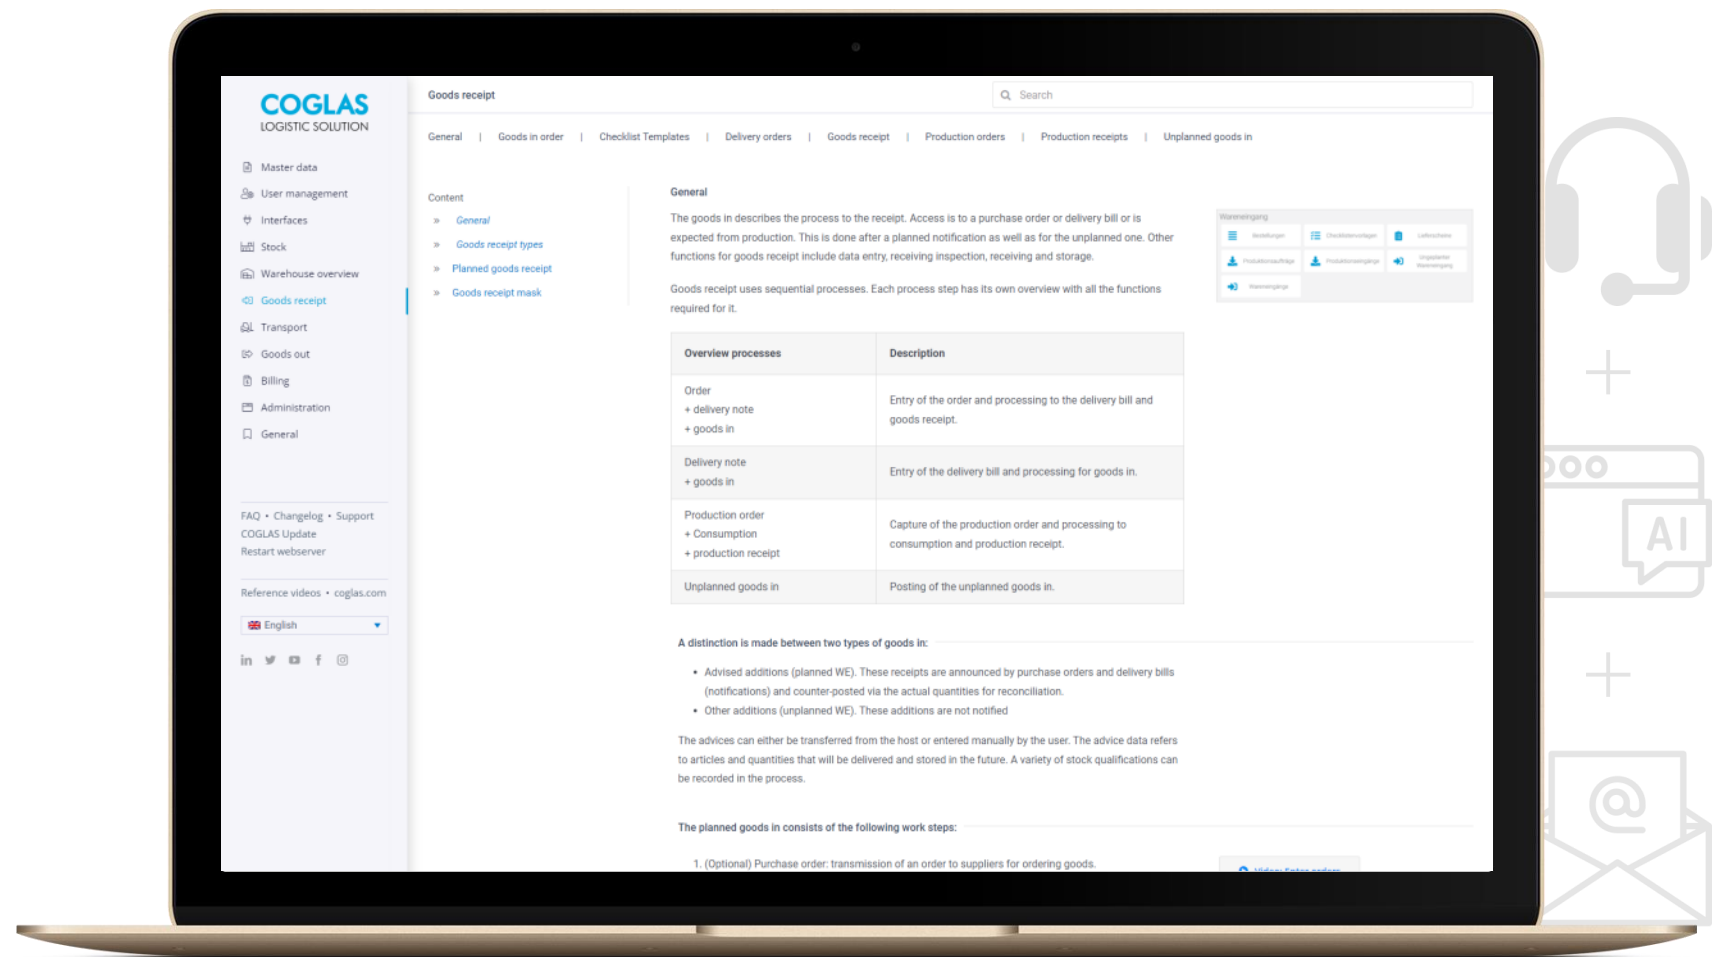 COGLAS
LOGISTIC SOLUTION
Master data
User management
Interfaces
Stock
Warehouse overview
Goods receipt
Transport
Goods out
Billing
Administration
General
FAQ • Changelog • Support
COGLAS Update
Restart webserver
Reference videos • coglas.com
English
Goods receipt
Search
General | Goods in order | Checklist Templates | Delivery orders | Goods receipt | Production orders | Production receipts | Unplanned goods in
Content
» General
» Goods receipt types
» Planned goods receipt
» Goods receipt mask
General
The goods in describes the process to the receipt. Access is to a purchase order or delivery bill or is
expected from production. This is done after a planned notification as well as for the unplanned one. Other
functions for goods receipt include data entry, receiving inspection, receiving and storage.
Goods receipt uses sequential processes. Each process step has its own overview with all the functions
required for it.
Wareneingang
Bestellungen
Checklistenvorlagen
Lieferscheine
Produktionsaufträge
Produktionseingänge
Ungeplanter
Wareneingang
Wareneingänge
Overview processes
Description
Order
+ delivery note
+ goods in
Entry of the order and processing to the delivery bill and
goods receipt.
Delivery note
+ goods in
Entry of the delivery bill and processing for goods in.
Production order
+ Consumption
+ production receipt
Capture of the production order and processing to
consumption and production receipt.
Unplanned goods in
Posting of the unplanned goods in.
A distinction is made between two types of goods in:
• Advised additions (planned WE). These receipts are announced by purchase orders and delivery bills
(notifications) and counter-posted via the actual quantities for reconciliation.
• Other additions (unplanned WE). These additions are not notified
The advices can either be transferred from the host or entered manually by the user. The advice data refers
to articles and quantities that will be delivered and stored in the future. A variety of stock qualifications can
be recorded in the process.
The planned goods in consists of the following work steps:
1. (Optional) Purchase order: transmission of an order to suppliers for ordering goods.
Video: Enter orders
AI
@